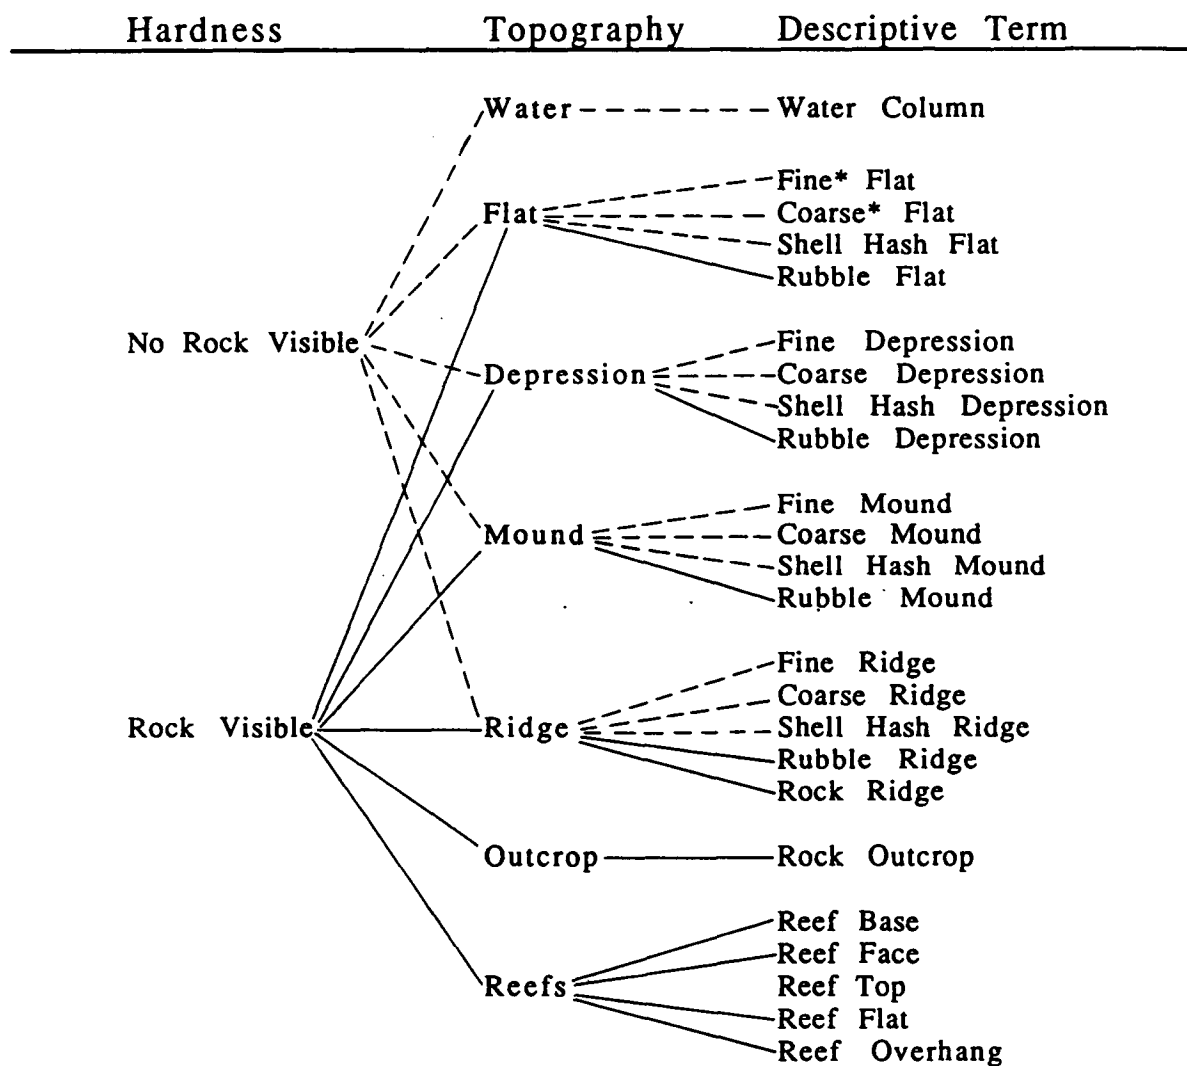 Hardness Topography Descriptive Term
Water Water Column
Fine* Flat
Flat Coarse* Flat
Shell Hash Flat
Rubble Flat
No Rock Visible Fine Depression
Depression Coarse Depression
Shell Hash Depression
Rubble Depression
Fine Mound
Mound Coarse Mound
Shell Hash Mound
Rubble Mound
Fine Ridge
Coarse Ridge
Rock Visible Ridge Shell Hash Ridge
Rubble Ridge
Rock Ridge
Outcrop Rock Outcrop
Reef Base
Reef Face
Reefs Reef Top
Reef Flat
Reef Overhang